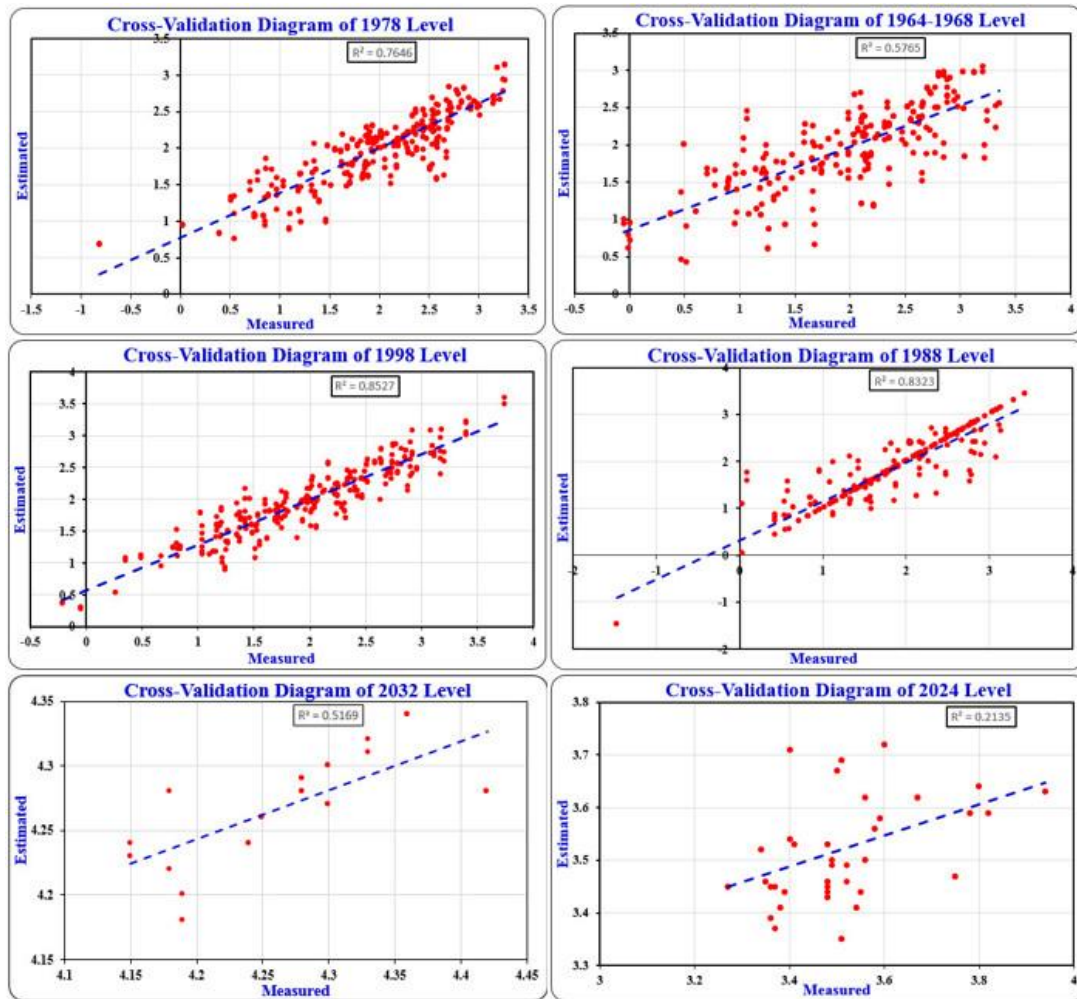 Cross-Validation Diagram of 1978 Level
R² = 0.7646
Estimated
3.5
3
2.5
2
1.5
1
0.5
0
-1.5 -1 -0.5 0 0.5 1 1.5 2 2.5 3 3.5
Measured
Cross-Validation Diagram of 1964-1968 Level
R² = 0.5765
Estimated
3.5
3
2.5
2
1.5
1
0.5
0
-0.5 0 0.5 1 1.5 2 2.5 3 3.5 4
Measured
Cross-Validation Diagram of 1998 Level
R² = 0.8527
Estimated
4
3.5
3
2.5
2
1.5
1
0.5
0
-0.5 0 0.5 1 1.5 2 2.5 3 3.5 4
Measured
Cross-Validation Diagram of 1988 Level
R² = 0.8323
Estimated
4
3
2
1
0
-1
-2
-2 -1 0 1 2 3 4
Measured
Cross-Validation Diagram of 2032 Level
R² = 0.5169
Estimated
4.35
4.3
4.25
4.2
4.15
4.1 4.15 4.2 4.25 4.3 4.35 4.4 4.45
Measured
Cross-Validation Diagram of 2024 Level
R² = 0.2135
Estimated
3.8
3.7
3.6
3.5
3.4
3.3
3 3.2 3.4 3.6 3.8 4
Measured